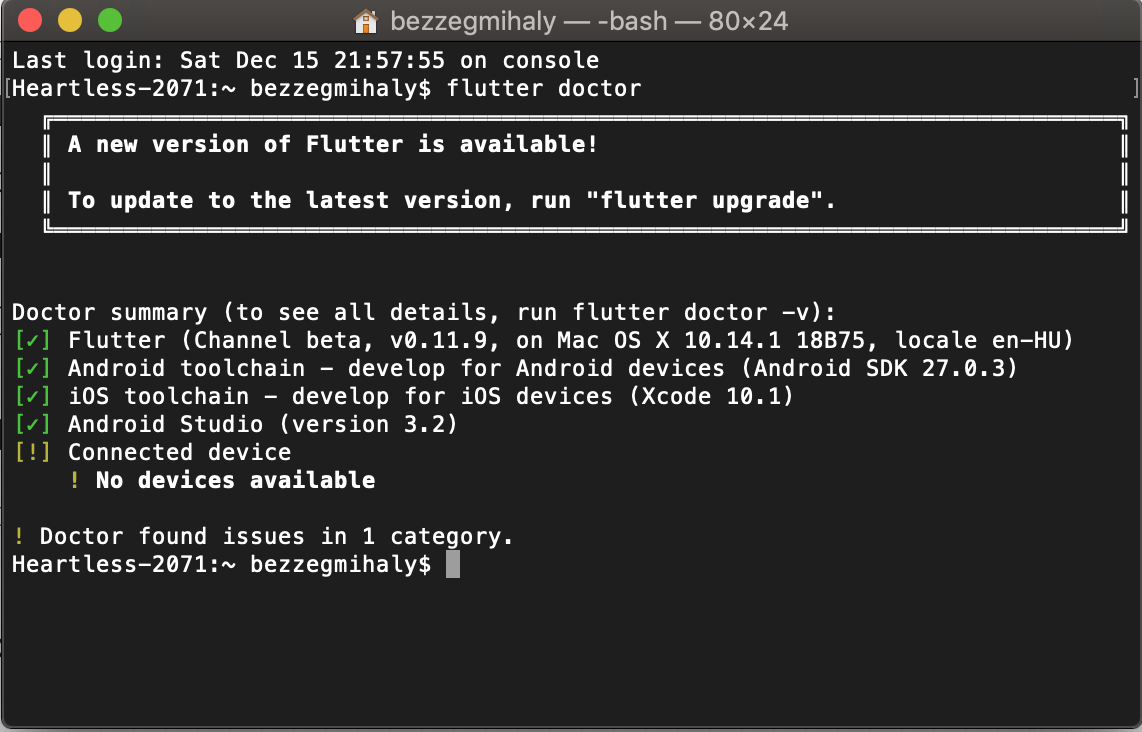 bezzegmihaly — -bash — 80×24
Last login: Sat Dec 15 21:57:55 on console
[Heartless-2071:~ bezzegmihaly$ flutter doctor ]
A new version of Flutter is available!
To update to the latest version, run "flutter upgrade".
Doctor summary (to see all details, run flutter doctor -v):
[✓] Flutter (Channel beta, v0.11.9, on Mac OS X 10.14.1 18B75, locale en-HU)
[✓] Android toolchain - develop for Android devices (Android SDK 27.0.3)
[✓] iOS toolchain - develop for iOS devices (Xcode 10.1)
[✓] Android Studio (version 3.2)
[!] Connected device
! No devices available
! Doctor found issues in 1 category.
Heartless-2071:~ bezzegmihaly$